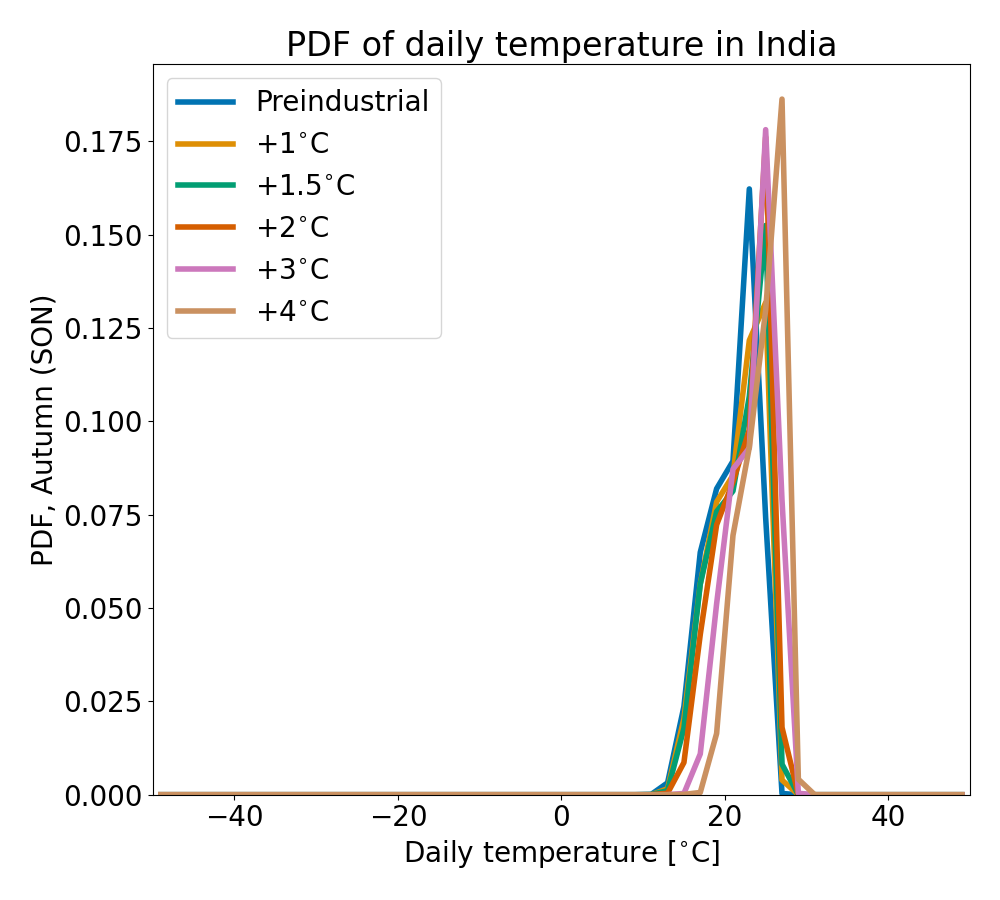 PDF of daily temperature in India
Preindustrial
+1°C
+1.5°C
+2°C
+3°C
+4°C
PDF, Autumn (SON)
0.175
0.150
0.125
0.100
0.075
0.050
0.025
0.000
−40
−20
0
20
40
Daily temperature [°C]